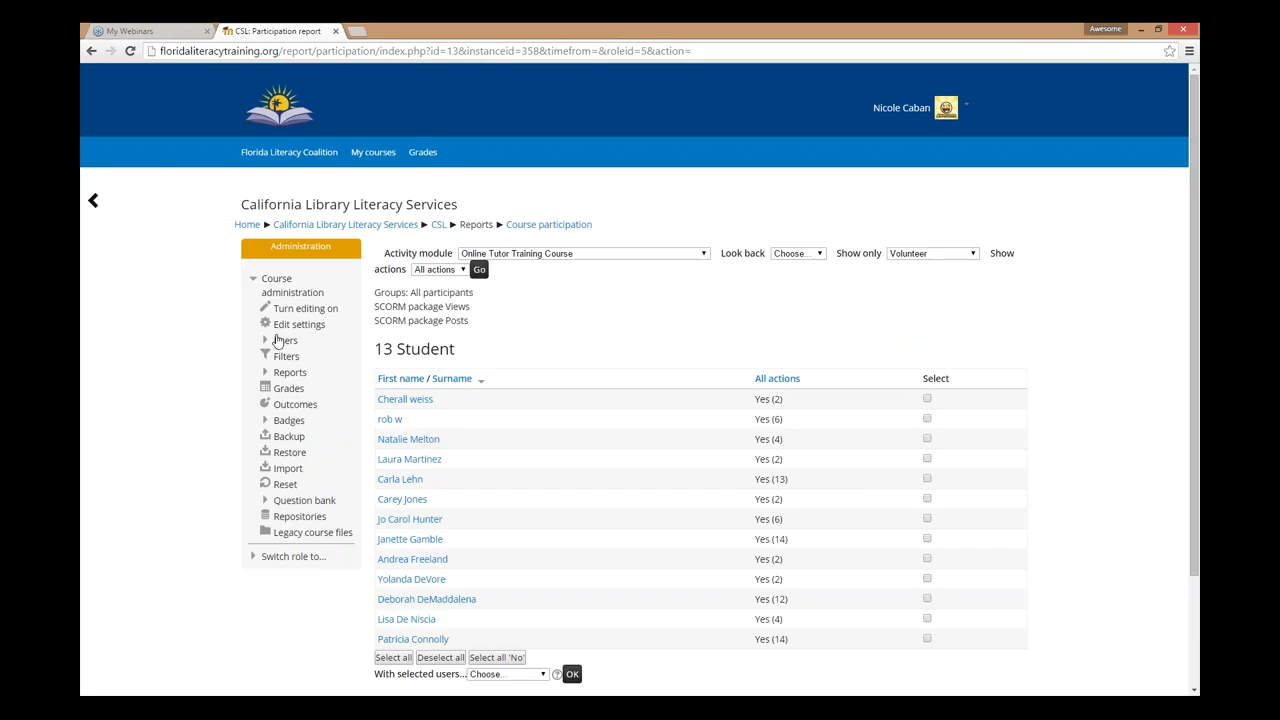 My Webinars
CSL: Participation report
Awesome
floridaliteracytraining.org/report/participation/index.php?id=13&instanceid=358&timefrom=&roleid=5&action=
Nicole Caban
Florida Literacy Coalition My courses Grades
California Library Literacy Services
Home ► California Library Literacy Services ► CSL ► Reports ► Course participation
Administration
Course
administration
Turn editing on
Edit settings
Filters
Reports
Grades
Outcomes
Badges
Backup
Restore
Import
Reset
Question bank
Repositories
Legacy course files
Switch role to...
Activity module Online Tutor Training Course Look back Choose... Show only Volunteer Show
actions All actions Go
Groups: All participants
SCORM package Views
SCORM package Posts
13 Student
First name / Surname All actions Select
Cherall weiss Yes (2)
rob w Yes (6)
Natalie Melton Yes (4)
Laura Martinez Yes (2)
Carla Lehn Yes (13)
Carey Jones Yes (2)
Jo Carol Hunter Yes (6)
Janette Gamble Yes (14)
Andrea Freeland Yes (2)
Yolanda DeVore Yes (2)
Deborah DeMaddalena Yes (12)
Lisa De Niscia Yes (4)
Patricia Connolly Yes (14)
Select all Deselect all Select all 'No'
With selected users... Choose... OK